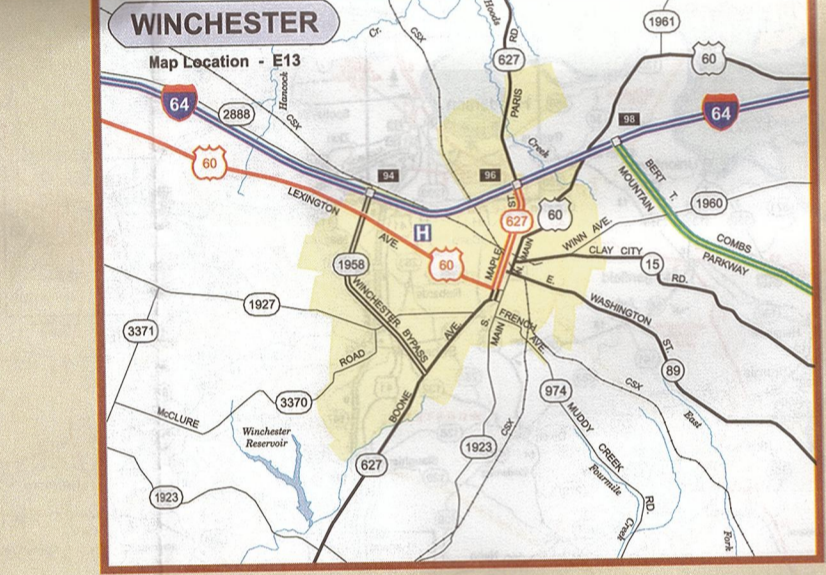 WINCHESTER
Map Location - E13
Cr.
CSX
Hoods
RD
627
PARIS
1961
60
64
2888
Hancock
CSX
98
64
60
94
96
Creek
BERT T.
MOUNTAIN
1960
LEXINGTON
AVE.
H
ST.
627
60
WINN AVE.
COMBS
PARKWAY
CLAY CITY
15
RD.
1958
60
MAPLE
N. MAIN
E
WASHINGTON
ST.
1927
WINCHESTER BYPASS
AVE.
S. MAIN
FRENCH
AVE.
3371
ROAD
BOONE
89
CSX
3370
974
MUDDY
CREEK
RD.
McCLURE
Winchester
Reservoir
East
Fork
1923
CSX
627
Fourmile
Creek
1923